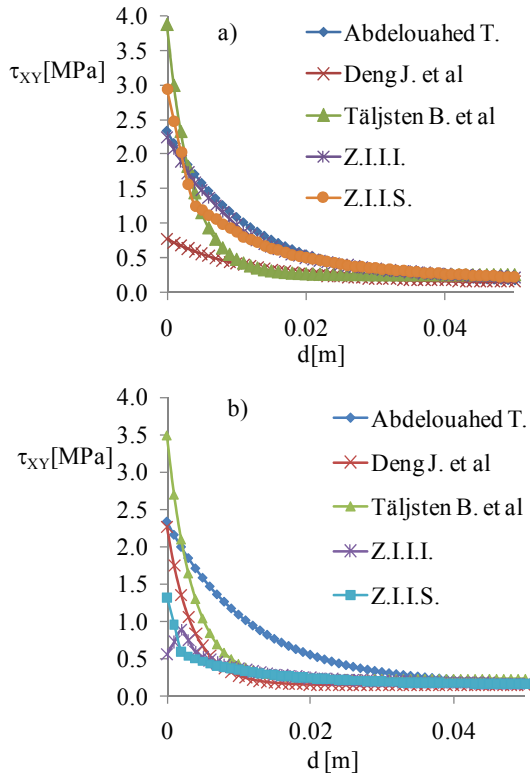 a)
τXY[MPa]
4.0
3.5
3.0
2.5
2.0
1.5
1.0
0.5
0.0
0
0.02
0.04
d[m]
Abdelouahed T.
Deng J. et al
Täljsten B. et al
Z.I.I.I.
Z.I.I.S.
b)
τXY[MPa]
4.0
3.5
3.0
2.5
2.0
1.5
1.0
0.5
0.0
0
0.02
0.04
d [m]
Abdelouahed T.
Deng J. et al
Täljsten B. et al
Z.I.I.I.
Z.I.I.S.